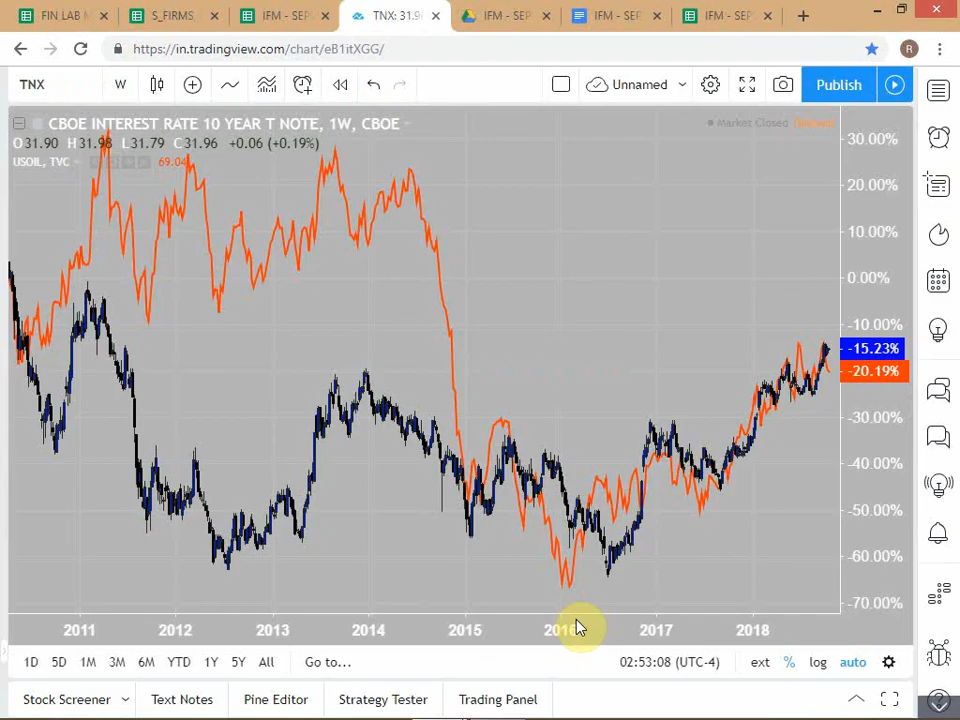 FIN LAB M
S_FIRMS
IFM - SEP
TNX: 31.9
IFM - SEP
IFM - SEP
IFM - SEP
https://in.tradingview.com/chart/eB1itXGG/
R
TNX W Unnamed Publish
CBOE INTEREST RATE 10 YEAR T NOTE, 1W, CBOE
Market Closed
O31.90 H31.98 L31.79 C31.96 +0.06 (+0.19%)
USOIL, TVC 69.04
30.00%
20.00%
10.00%
0.00%
-10.00%
-15.23%
-20.19%
-30.00%
-40.00%
-50.00%
-60.00%
-70.00%
2011 2012 2013 2014 2015 2016 2017 2018
1D 5D 1M 3M 6M YTD 1Y 5Y All Go to... 02:53:08 (UTC-4) ext % log auto
Stock Screener Text Notes Pine Editor Strategy Tester Trading Panel